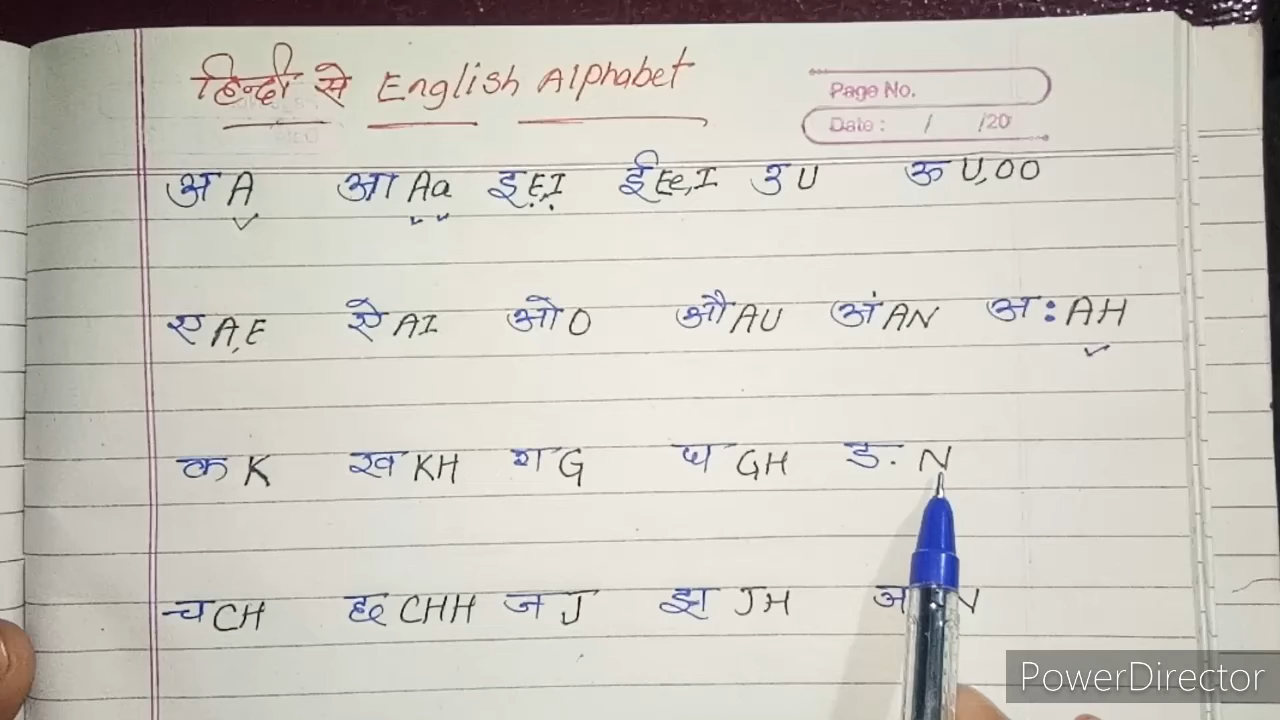 हिन्दी से English Alphabet
Page No.
Date : / /20
अ A आ Aa इ E,I ई Ee,I उ U ऊ U,OO
ए A,E ऐ AI ओ O औ AU अं AN अः AH
क K ख KH ग G घ GH ङ N
च CH छ CHH ज J झ JH ञ N
PowerDirector